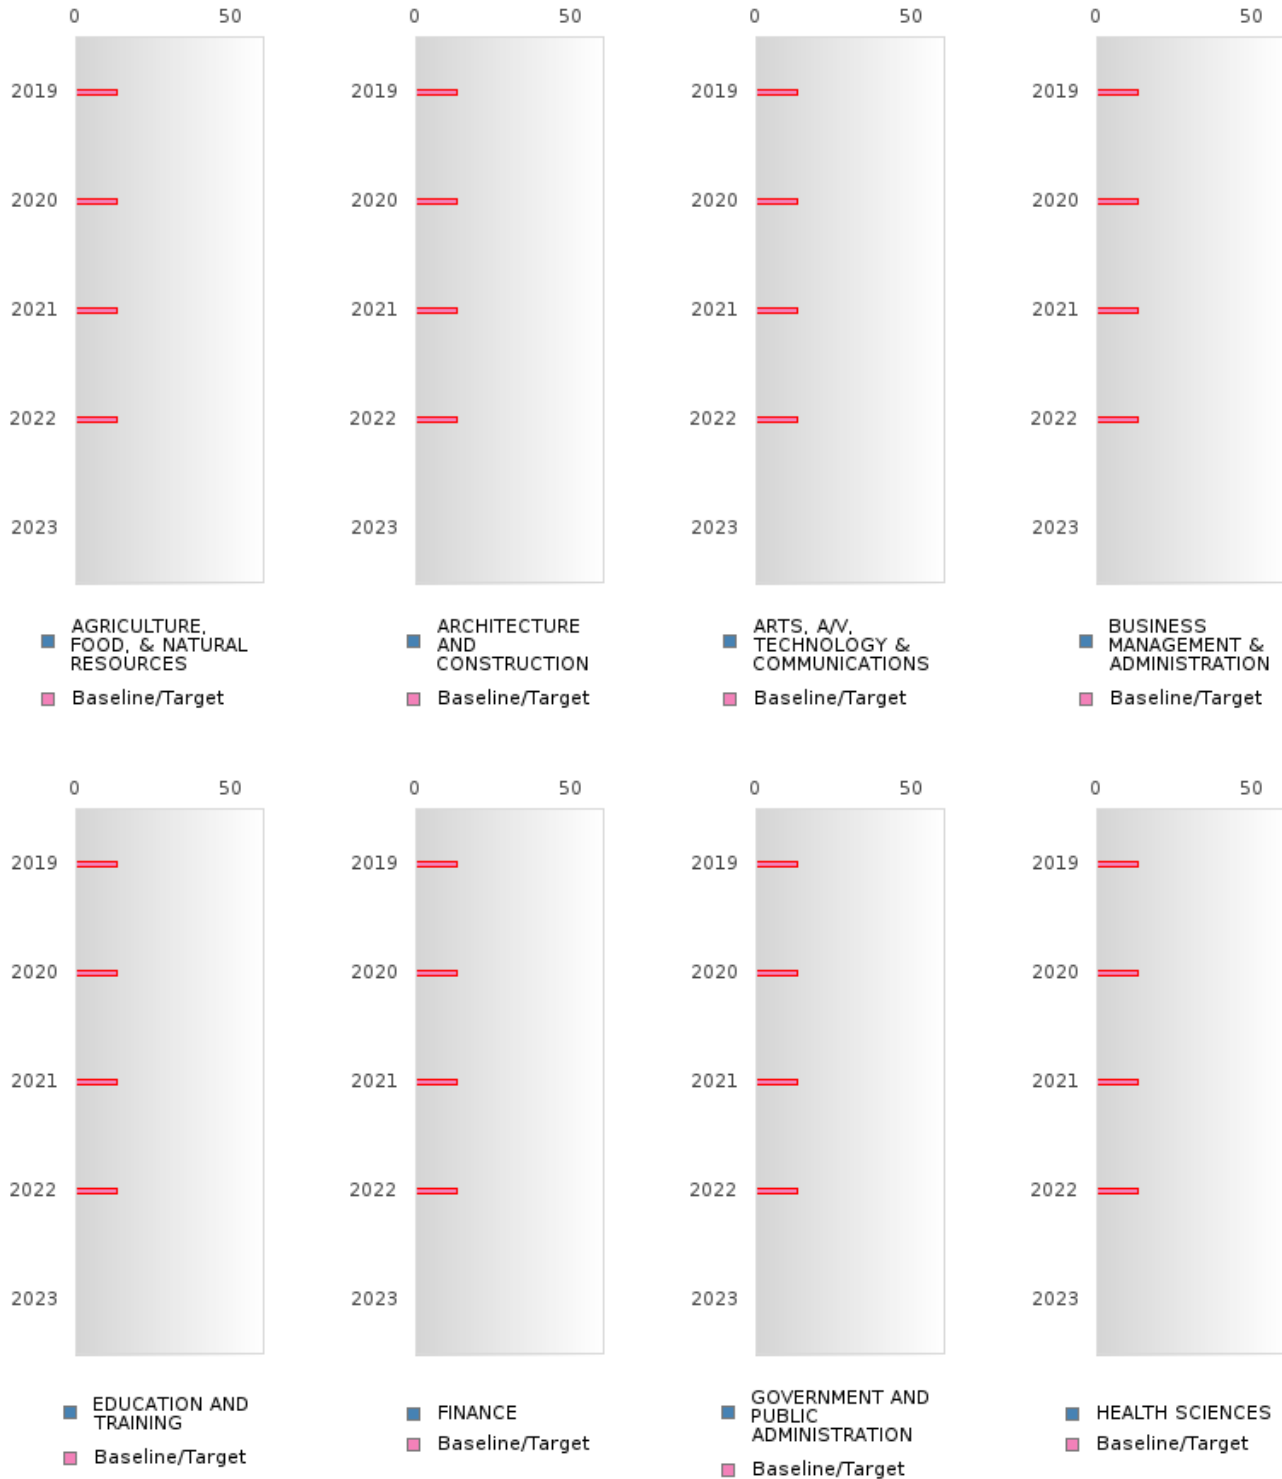 0 50 0 50 0 50 0 50
2019 2019 2019 2019
2020 2020 2020 2020
2021 2021 2021 2021
2022 2022 2022 2022
2023 2023 2023 2023
AGRICULTURE,
FOOD, & NATURAL
RESOURCES
Baseline/Target
ARCHITECTURE
AND
CONSTRUCTION
Baseline/Target
ARTS, A/V,
TECHNOLOGY &
COMMUNICATIONS
Baseline/Target
BUSINESS
MANAGEMENT &
ADMINISTRATION
Baseline/Target
0 50 0 50 0 50 0 50
2019 2019 2019 2019
2020 2020 2020 2020
2021 2021 2021 2021
2022 2022 2022 2022
2023 2023 2023 2023
EDUCATION AND
TRAINING
Baseline/Target
FINANCE
Baseline/Target
GOVERNMENT AND
PUBLIC
ADMINISTRATION
Baseline/Target
HEALTH SCIENCES
Baseline/Target